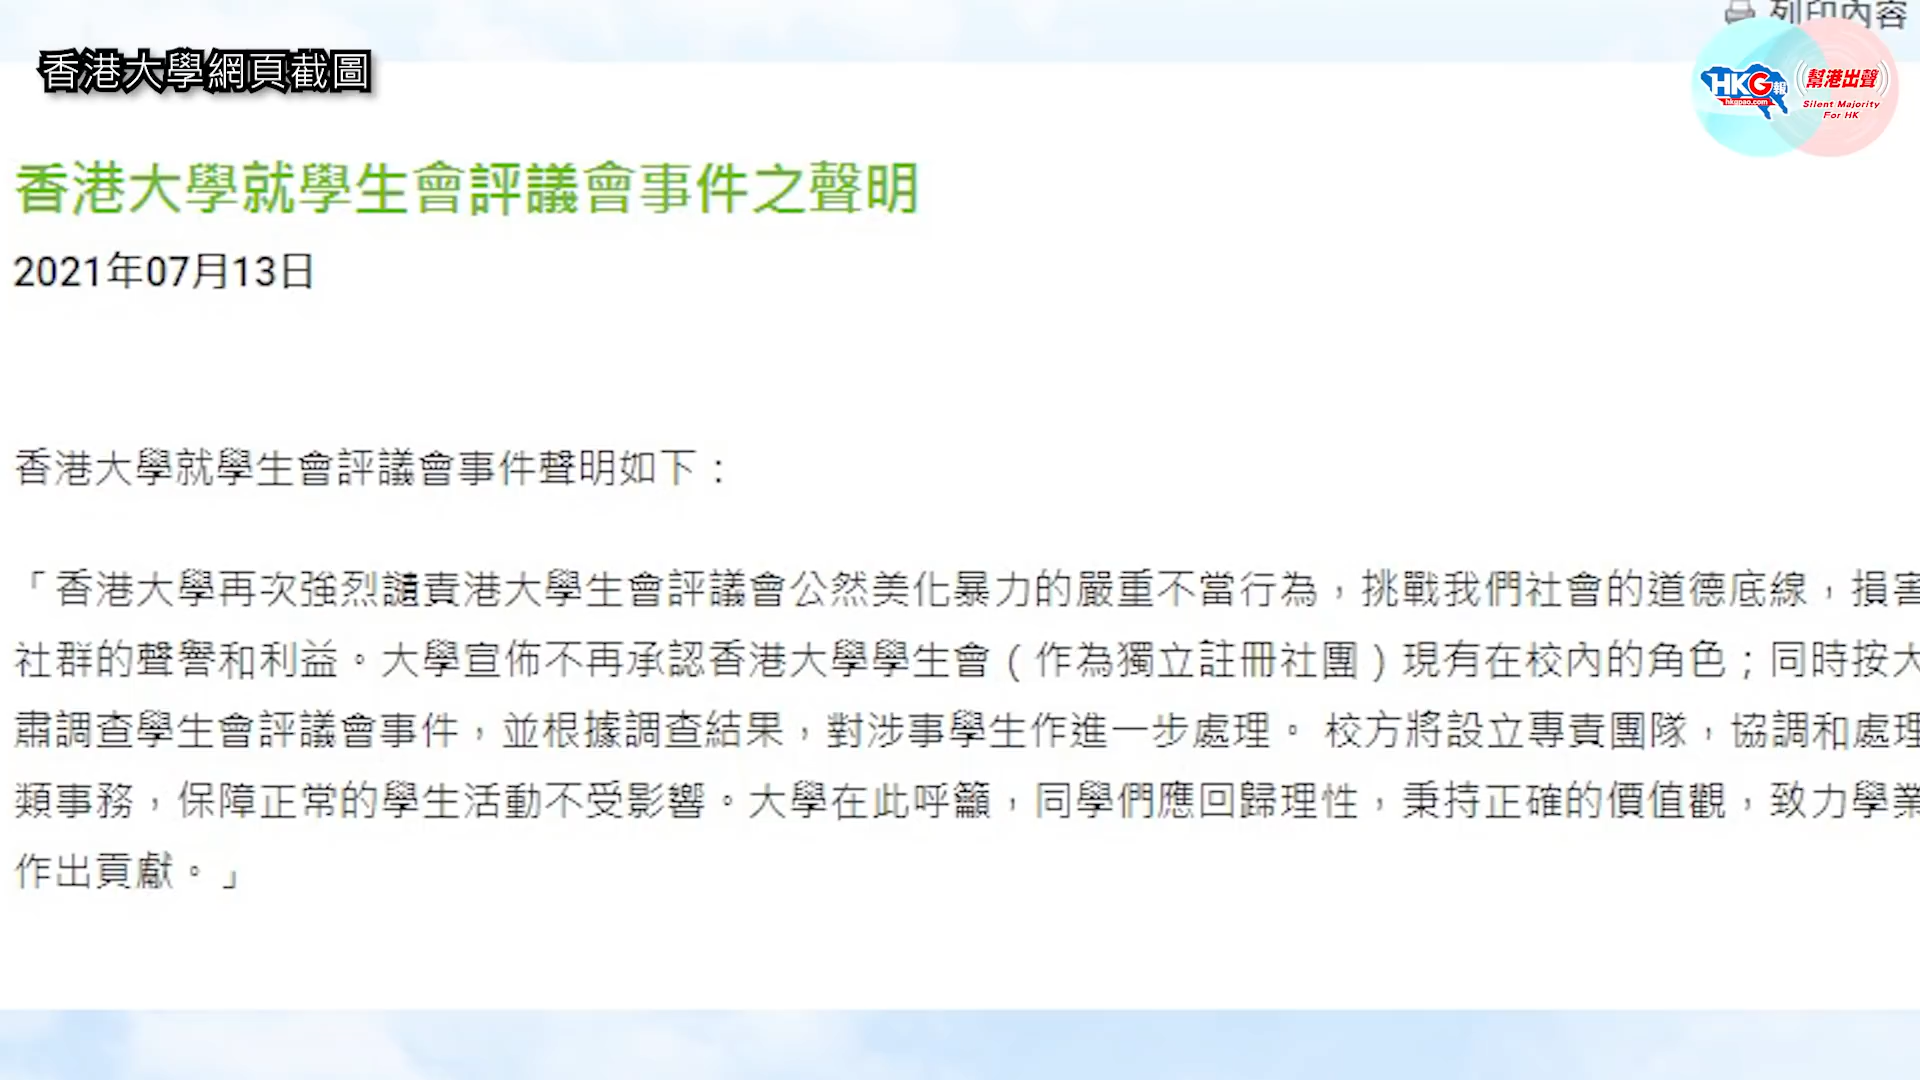 列印內容
香港大學網頁截圖
HKG報
hkgpao.com
幫港出聲
Silent Majority
For HK
香港大學就學生會評議會事件之聲明
2021年07月13日
香港大學就學生會評議會事件聲明如下：
「香港大學再次強烈譴責港大學生會評議會公然美化暴力的嚴重不當行為，挑戰我們社會的道德底線，損害
社群的聲譽和利益。大學宣佈不再承認香港大學學生會（作為獨立註冊社團）現有在校內的角色；同時按大
肅調查學生會評議會事件，並根據調查結果，對涉事學生作進一步處理。 校方將設立專責團隊，協調和處理
類事務，保障正常的學生活動不受影響。大學在此呼籲，同學們應回歸理性，秉持正確的價值觀，致力學業
作出貢獻。」